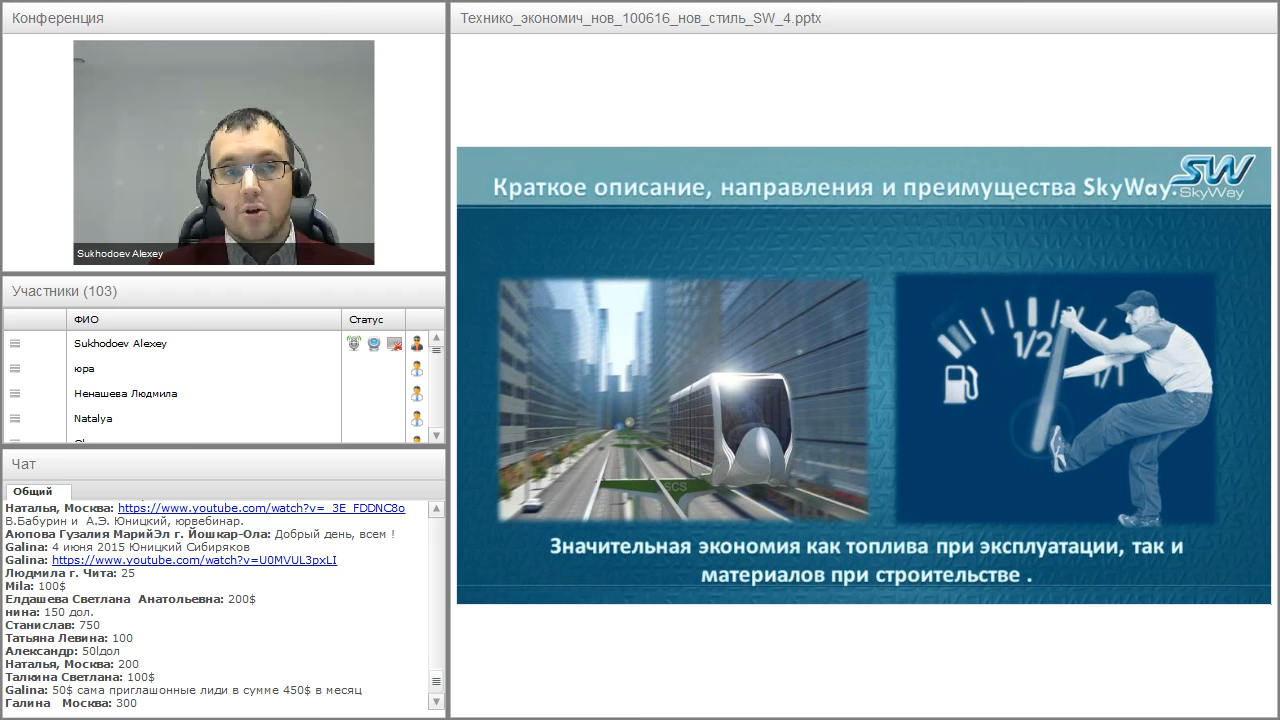 Конференция
Sukhodoev Alexey
Участники (103)
ФИО
Статус
Sukhodoev Alexey
юра
Ненашева Людмила
Natalya
Чат
Общий
Наталья, Москва: https://www.youtube.com/watch?v=_3E_FDDNC8o
В.Бабурин и А.Э. Юницкий, юрвебинар.
Аюпова Гузалия МарийЭл г. Йошкар-Ола: Добрый день, всем !
Galina: 4 июня 2015 Юницкий Сибиряков
Galina: https://www.youtube.com/watch?v=U0MVUL3pxLI
Людмила г. Чита: 25
Mila: 100$
Елдашева Светлана Анатольевна: 200$
нина: 150 дол.
Станислав: 750
Татьяна Левина: 100
Александр: 50lдол
Наталья, Москва: 200
Талкина Светлана: 100$
Galina: 50$ сама приглашонные лиди в сумме 450$ в месяц
Галина Москва: 300
Технико_экономич_нов_100616_нов_стиль_SW_4.pptx
Краткое описание, направления и преимущества SkyWay.
SW
SkyWay
SCS
1/2
1/1
Значительная экономия как топлива при эксплуатации, так и
материалов при строительстве .